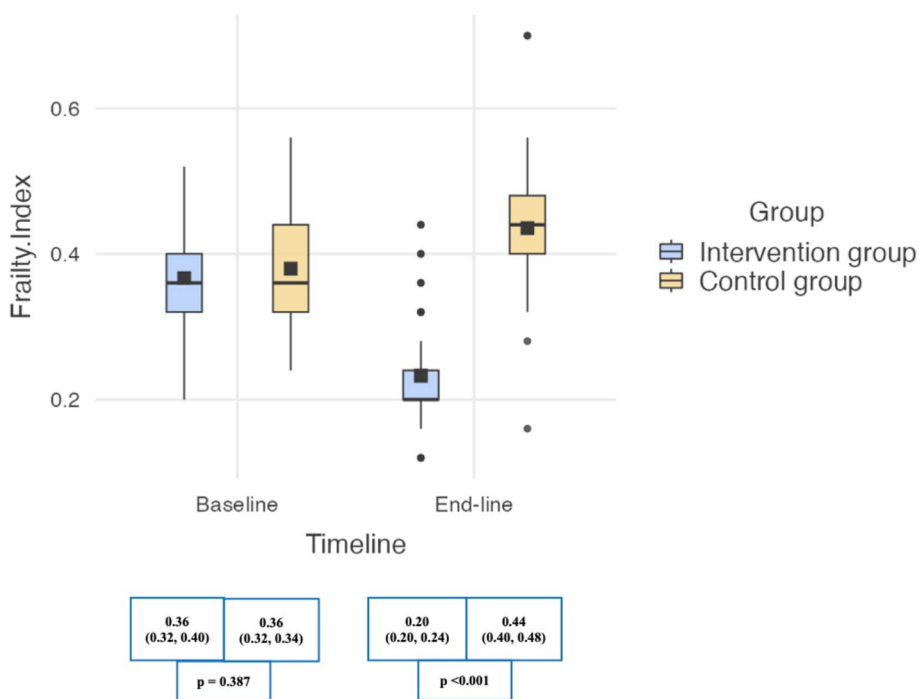 0.6
0.4
0.2
Frailty.Index
Baseline
End-line
Timeline
Group
Intervention group
Control group
0.36
(0.32, 0.40)
0.36
(0.32, 0.34)
p = 0.387
0.20
(0.20, 0.24)
0.44
(0.40, 0.48)
p <0.001